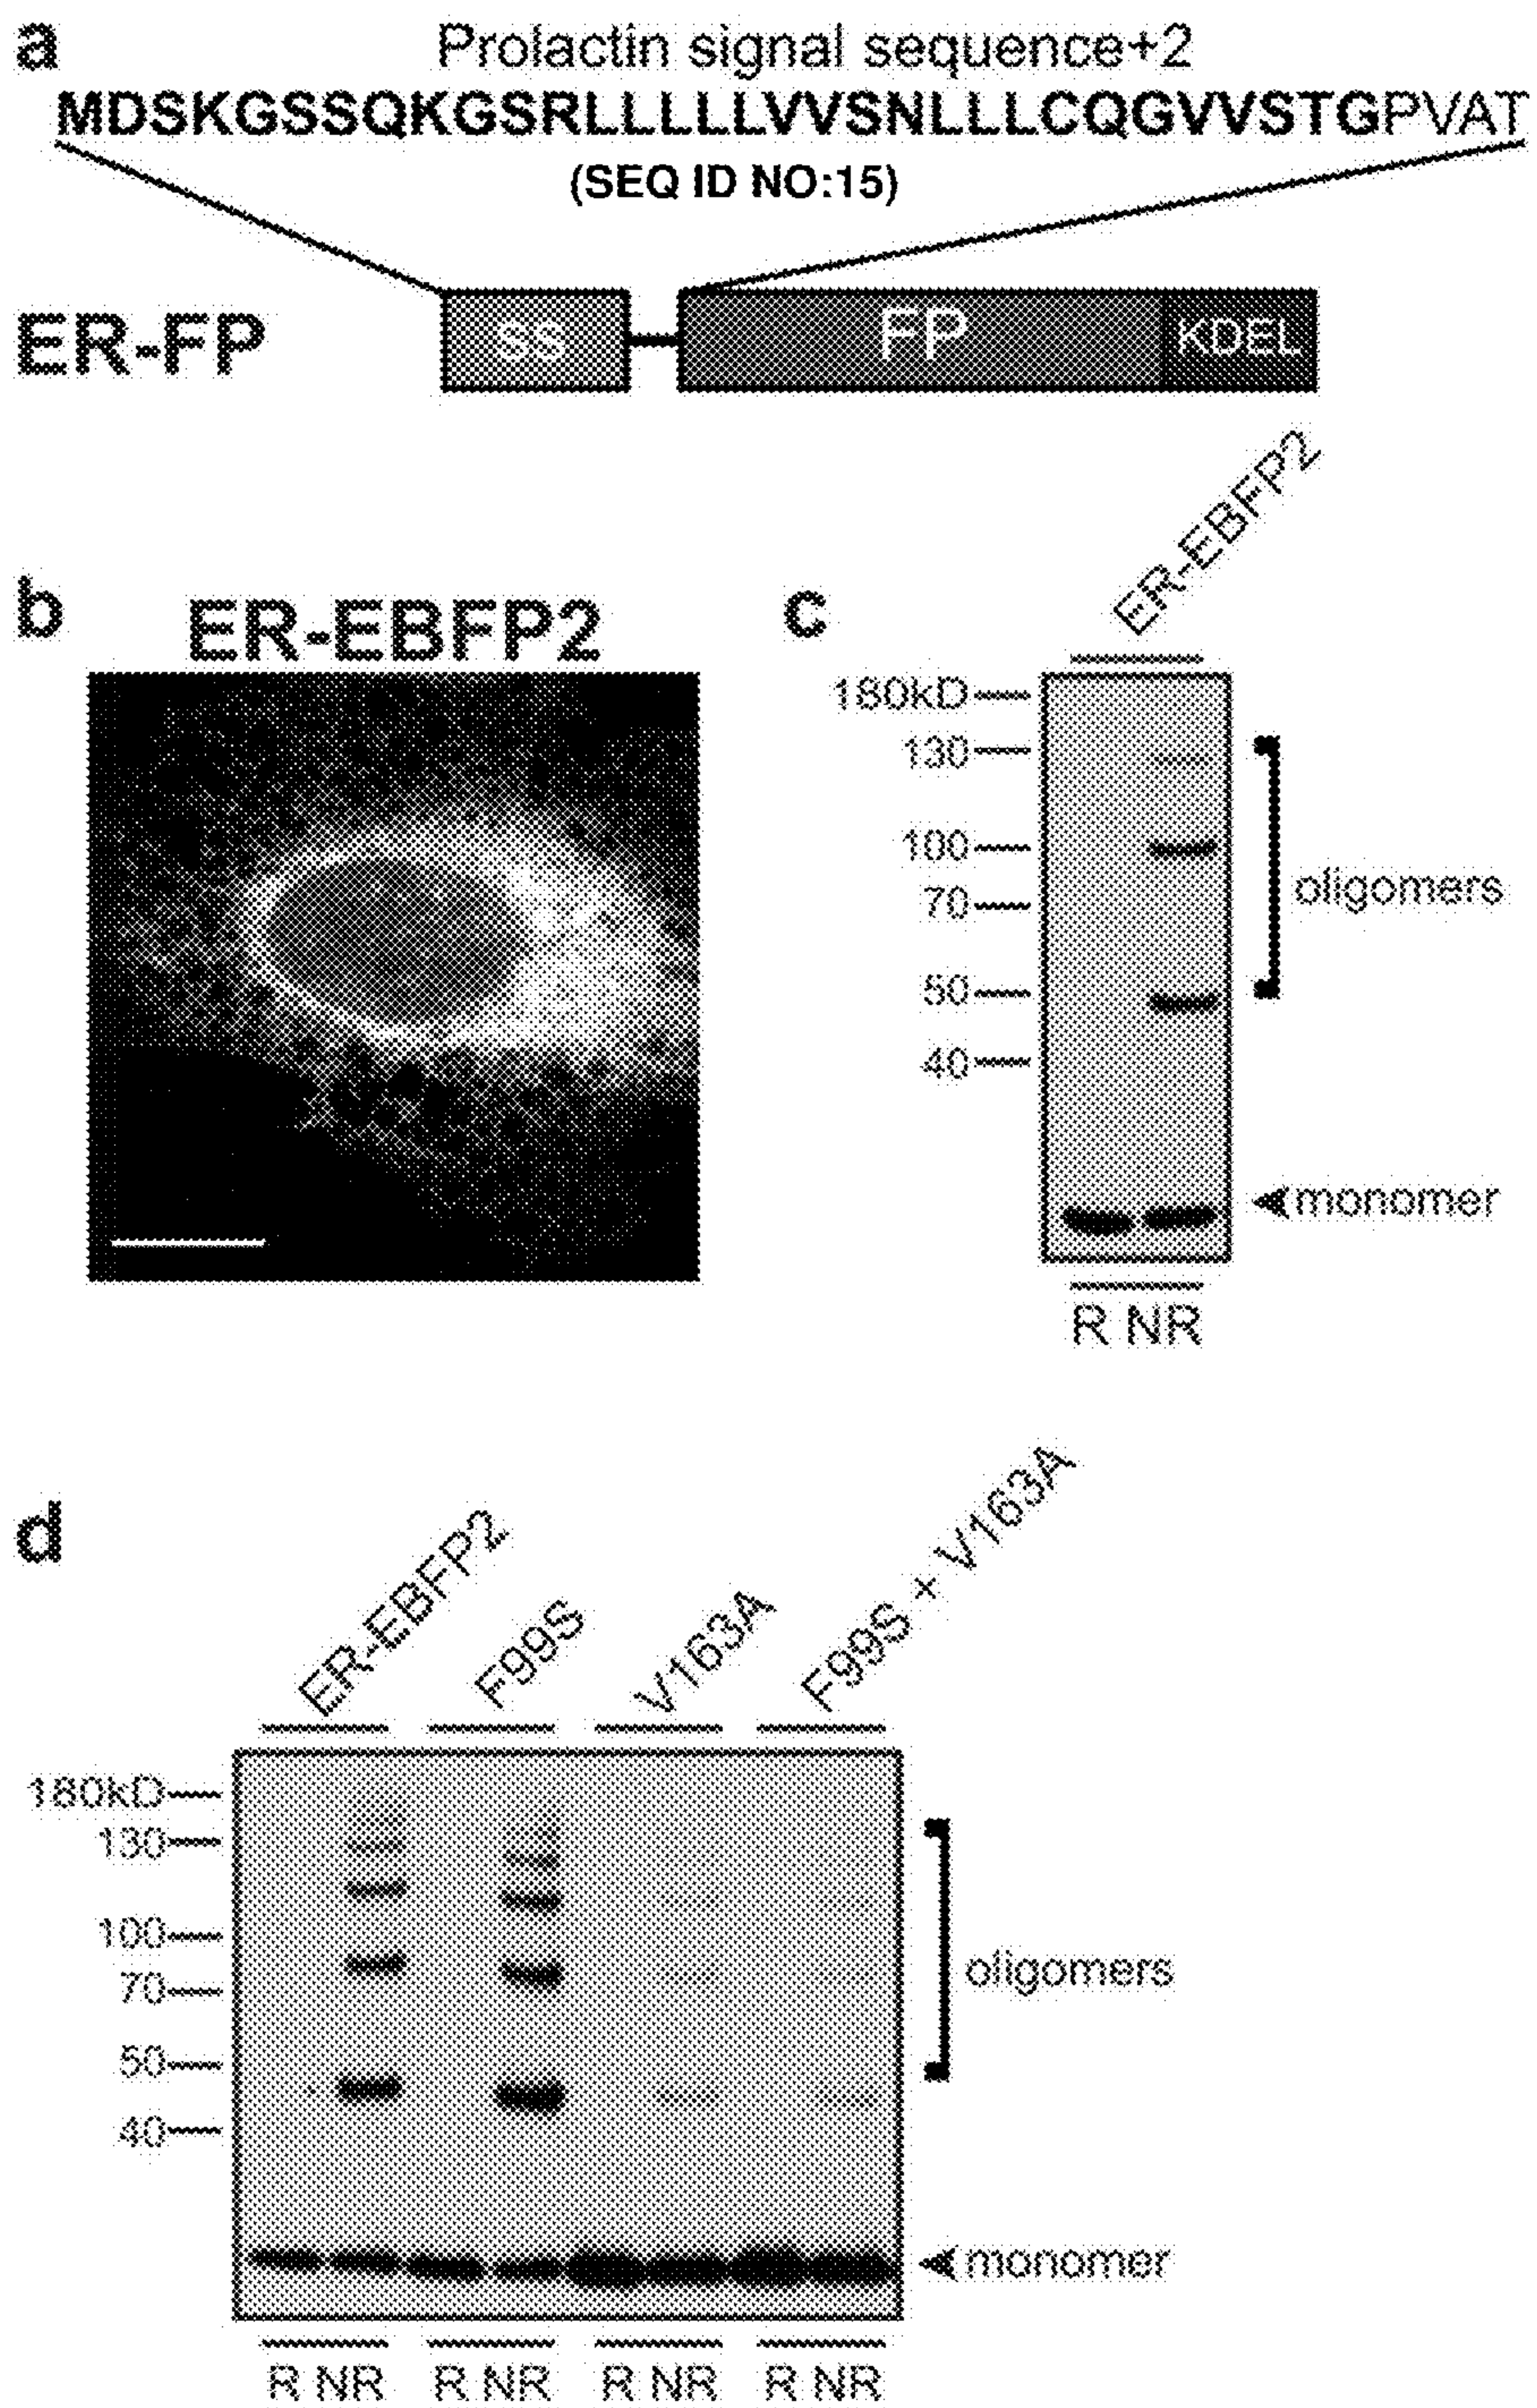 a
Prolactin signal sequence+2
MDSKGSSQKGSRLLLLLVVSNLLLCQGVVSTGPVAT
(SEQ ID NO:15)
ER-FP
SS
FP
KDEL
b
ER-EBFP2
c
ER-EBFP2
180kD
130
100
70
50
40
oligomers
monomer
R NR
d
ER-EBFP2
F99S
V163A
F99S + V163A
180kD
130
100
70
50
40
oligomers
monomer
R NR R NR R NR R NR